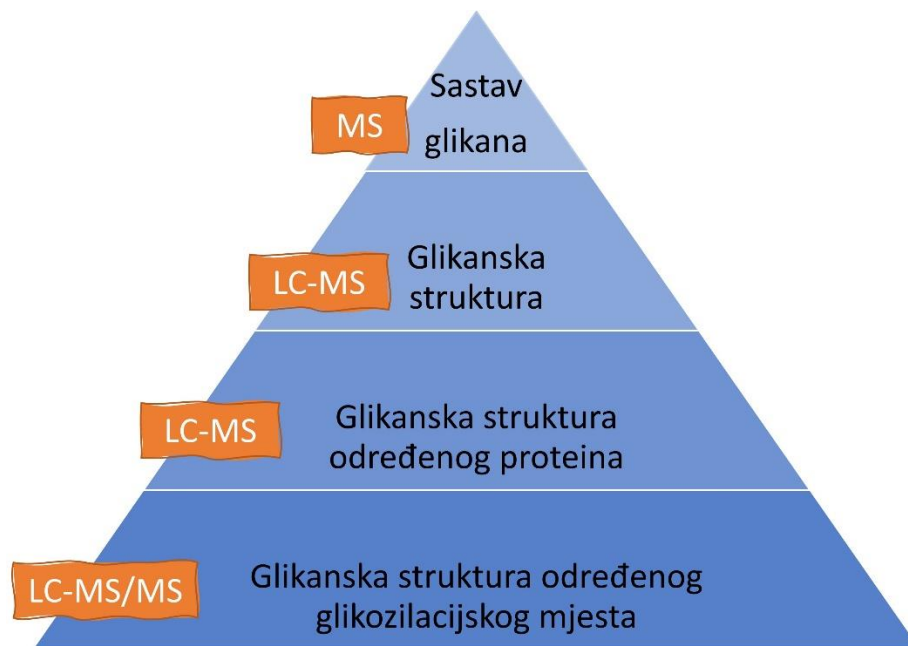 Sastav
glikana
MS
Glikanska
struktura
LC-MS
Glikanska struktura
određenog proteina
LC-MS
Glikanska struktura određenog
glikozilacijskog mjesta
LC-MS/MS